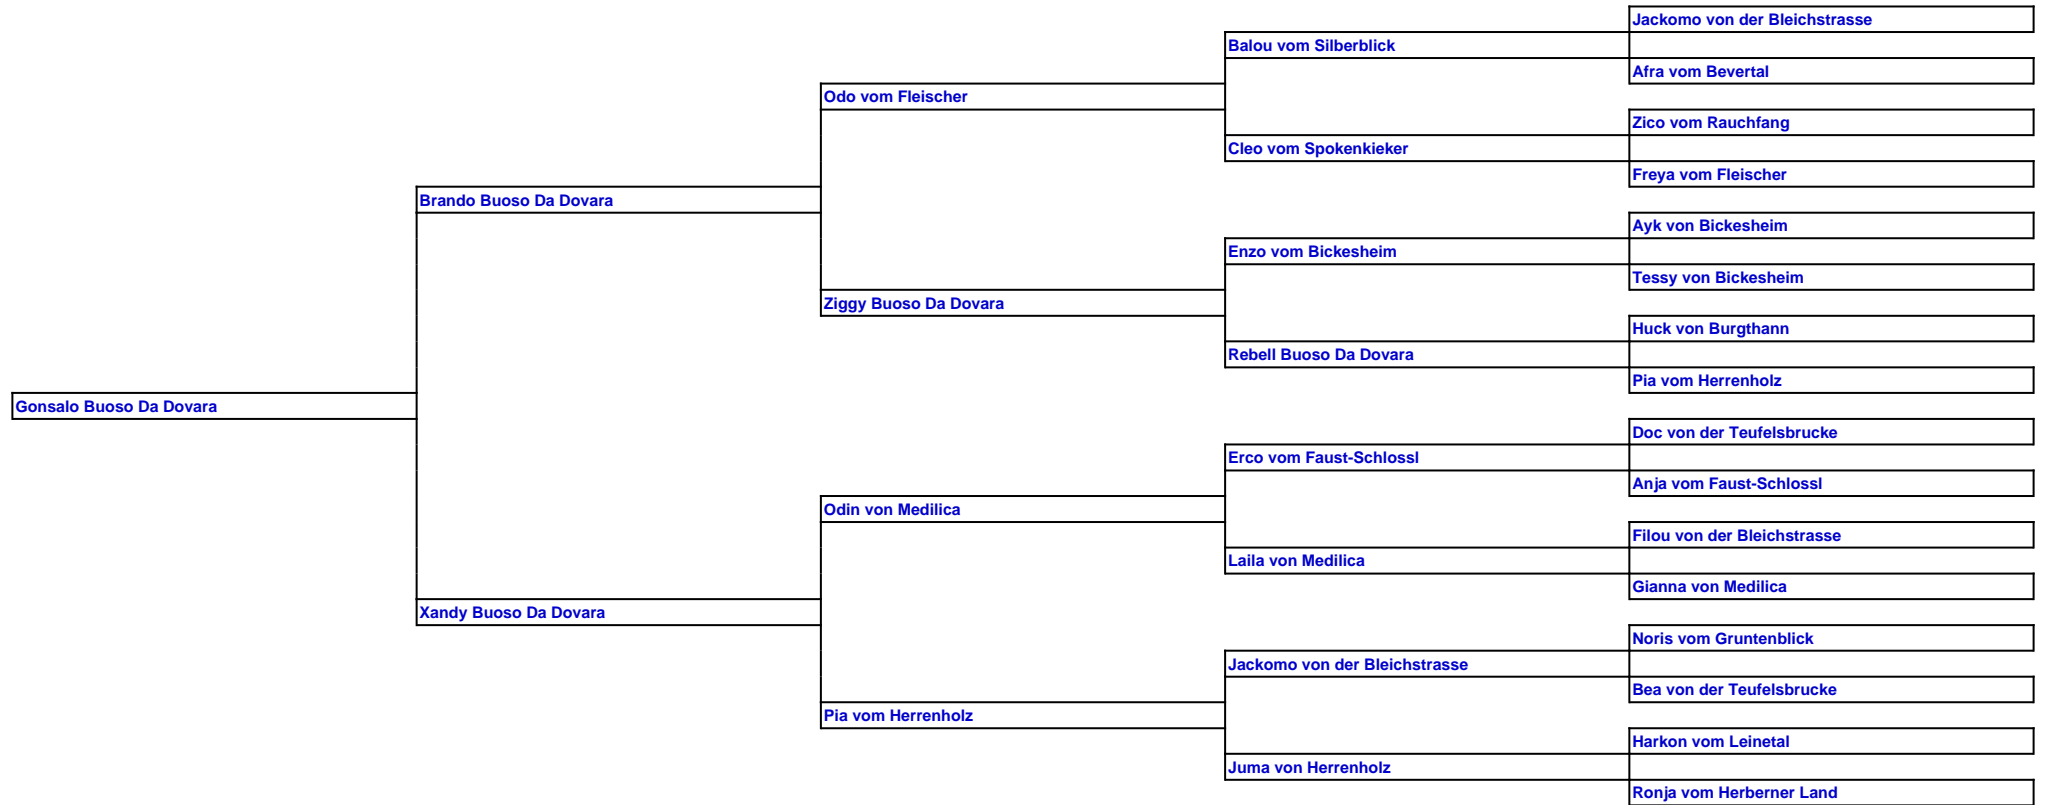 Jackomo von der Bleichstrasse
Balou vom Silberblick
Afra vom Bevertal
Odo vom Fleischer
Zico vom Rauchfang
Cleo vom Spokenkieker
Freya vom Fleischer
Brando Buoso Da Dovara
Ayk von Bickesheim
Enzo vom Bickesheim
Tessy von Bickesheim
Ziggy Buoso Da Dovara
Huck von Burgthann
Rebell Buoso Da Dovara
Pia vom Herrenholz
Gonsalo Buoso Da Dovara
Doc von der Teufelsbrucke
Erco vom Faust-Schlossl
Anja vom Faust-Schlossl
Odin von Medilica
Filou von der Bleichstrasse
Laila von Medilica
Gianna von Medilica
Xandy Buoso Da Dovara
Noris vom Gruntenblick
Jackomo von der Bleichstrasse
Bea von der Teufelsbrucke
Pia vom Herrenholz
Harkon vom Leinetal
Juma von Herrenholz
Ronja vom Herberner Land